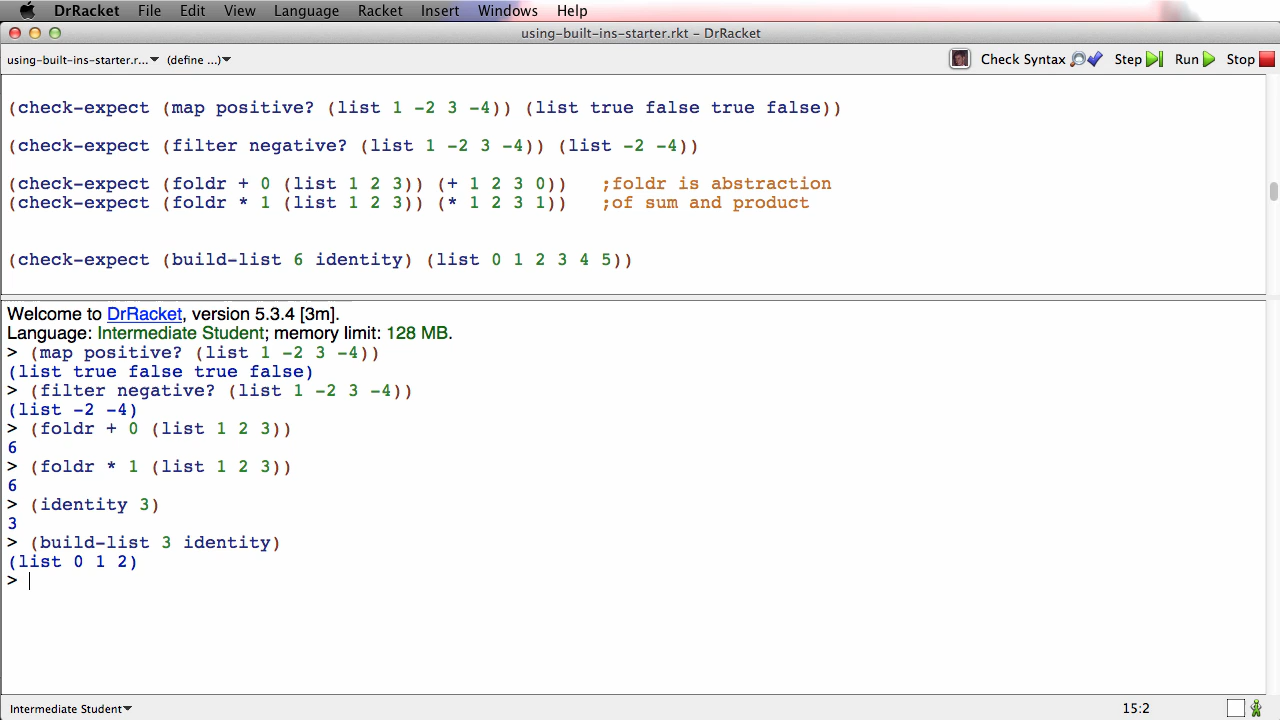 DrRacket File Edit View Language Racket Insert Windows Help
using-built-ins-starter.rkt - DrRacket
using-built-ins-starter.r... (define ...) Check Syntax Step Run Stop
(check-expect (map positive? (list 1 -2 3 -4)) (list true false true false))
(check-expect (filter negative? (list 1 -2 3 -4)) (list -2 -4))
(check-expect (foldr + 0 (list 1 2 3)) (+ 1 2 3 0)) ;foldr is abstraction
(check-expect (foldr * 1 (list 1 2 3)) (* 1 2 3 1)) ;of sum and product
(check-expect (build-list 6 identity) (list 0 1 2 3 4 5))
Welcome to DrRacket, version 5.3.4 [3m].
Language: Intermediate Student; memory limit: 128 MB.
> (map positive? (list 1 -2 3 -4))
(list true false true false)
> (filter negative? (list 1 -2 3 -4))
(list -2 -4)
> (foldr + 0 (list 1 2 3))
6
> (foldr * 1 (list 1 2 3))
6
> (identity 3)
3
> (build-list 3 identity)
(list 0 1 2)
>
Intermediate Student 15:2